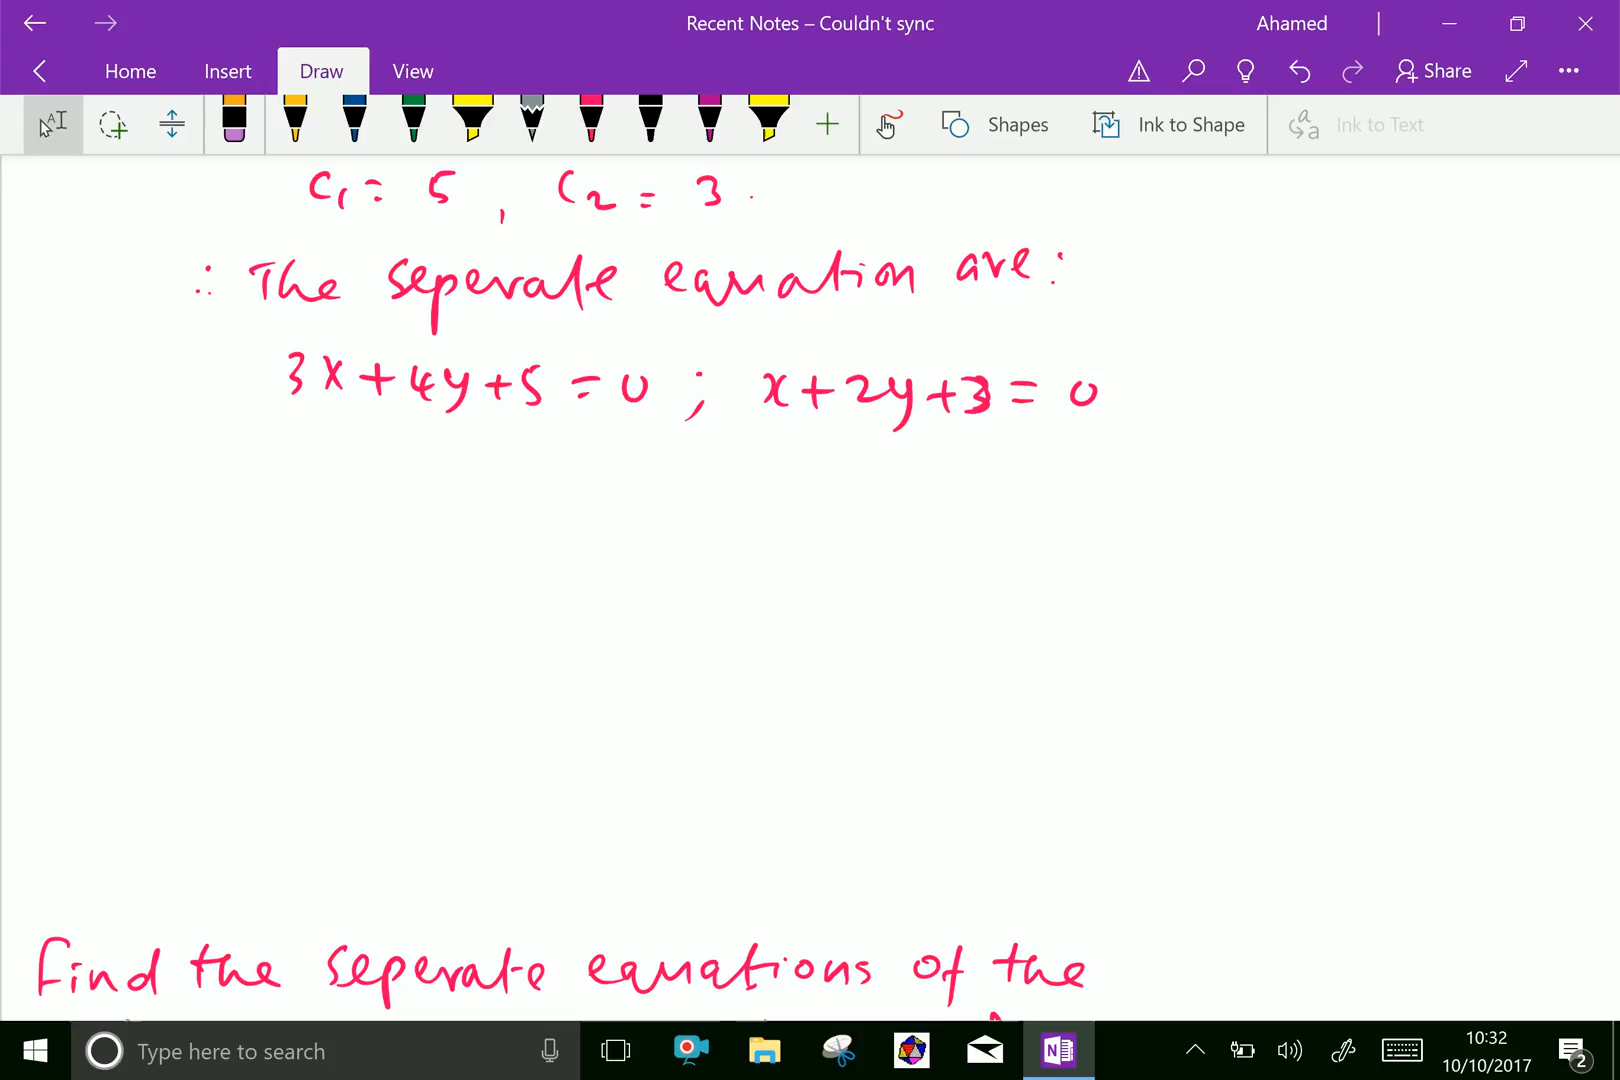 Recent Notes – Couldn't sync
Ahamed
Home Insert Draw View
Share
Shapes
Ink to Shape
Ink to Text
C₁ = 5 , C₂ = 3 .
∴ The seperate equation are :
3x + 4y + 5 = 0 ; x + 2y + 3 = 0
Find the seperate equations of the
Type here to search
10:32
10/10/2017
2